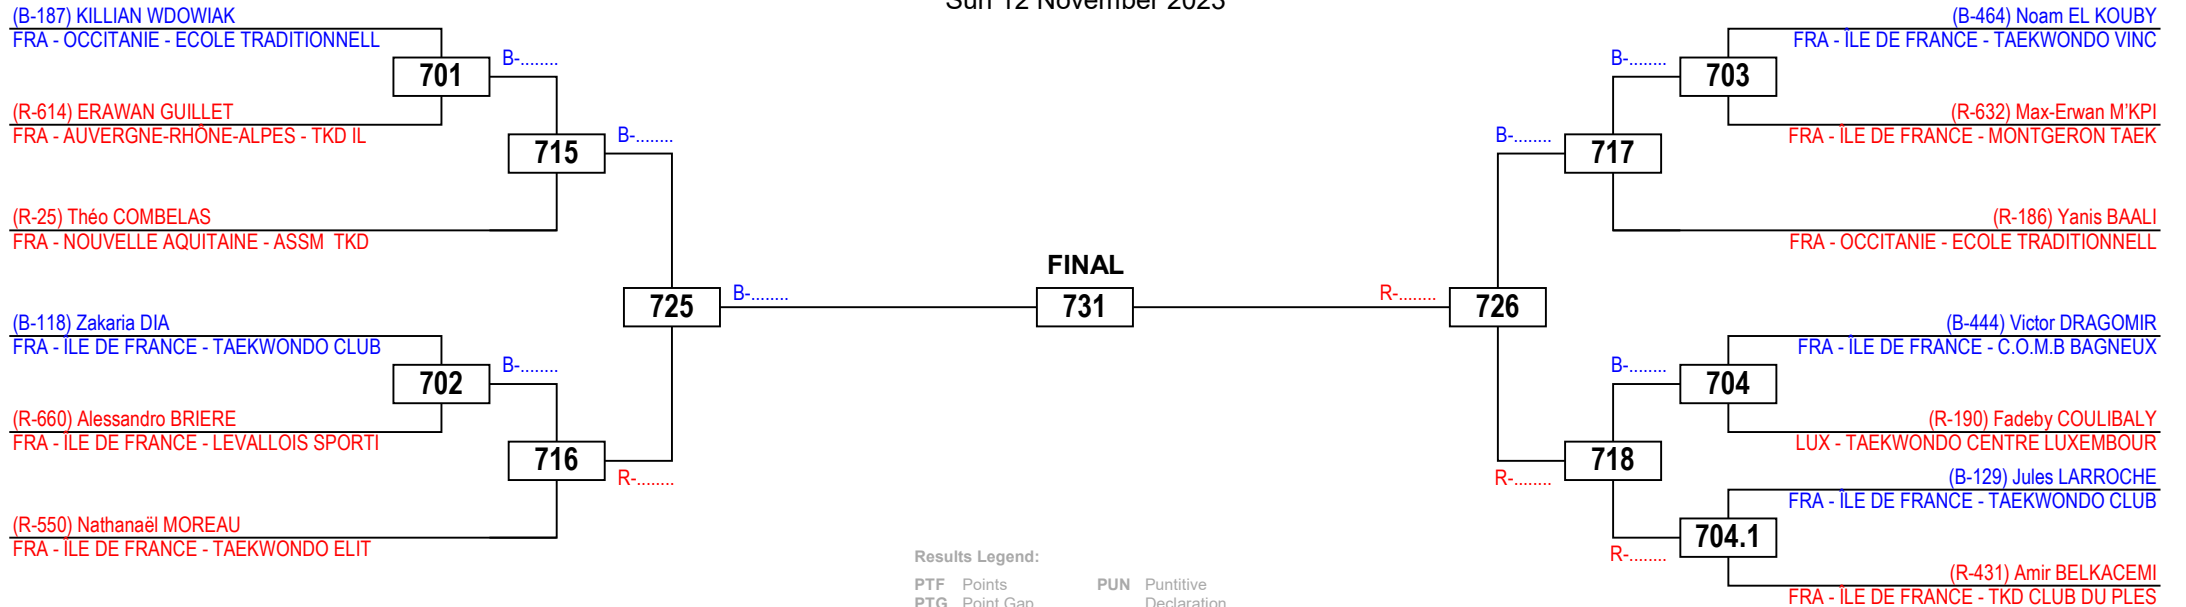 Sun 12 November 2023
(B-187) KILLIAN WDOWIAK
FRA - OCCITANIE - ECOLE TRADITIONNELL
701
B-........
(R-614) ERAWAN GUILLET
FRA - AUVERGNE-RHÔNE-ALPES - TKD IL
715
B-........
(R-25) Théo COMBELAS
FRA - NOUVELLE AQUITAINE - ASSM TKD
725
B-........
(B-118) Zakaria DIA
FRA - ÎLE DE FRANCE - TAEKWONDO CLUB
702
B-........
(R-660) Alessandro BRIERE
FRA - ÎLE DE FRANCE - LEVALLOIS SPORTI
716
R-........
(R-550) Nathanaël MOREAU
FRA - ÎLE DE FRANCE - TAEKWONDO ELIT
FINAL
731
(B-464) Noam EL KOUBY
FRA - ÎLE DE FRANCE - TAEKWONDO VINC
B-........
703
(R-632) Max-Erwan M'KPI
FRA - ÎLE DE FRANCE - MONTGERON TAEK
B-........
717
(R-186) Yanis BAALI
FRA - OCCITANIE - ECOLE TRADITIONNELL
R-........
726
(B-444) Victor DRAGOMIR
FRA - ÎLE DE FRANCE - C.O.M.B BAGNEUX
B-........
704
(R-190) Fadeby COULIBALY
LUX - TAEKWONDO CENTRE LUXEMBOUR
R-........
718
(B-129) Jules LARROCHE
FRA - ÎLE DE FRANCE - TAEKWONDO CLUB
704.1
R-........
(R-431) Amir BELKACEMI
FRA - ÎLE DE FRANCE - TKD CLUB DU PLES
Results Legend:
PTF Points PUN Puntitive
PTG Point Gap Declaration